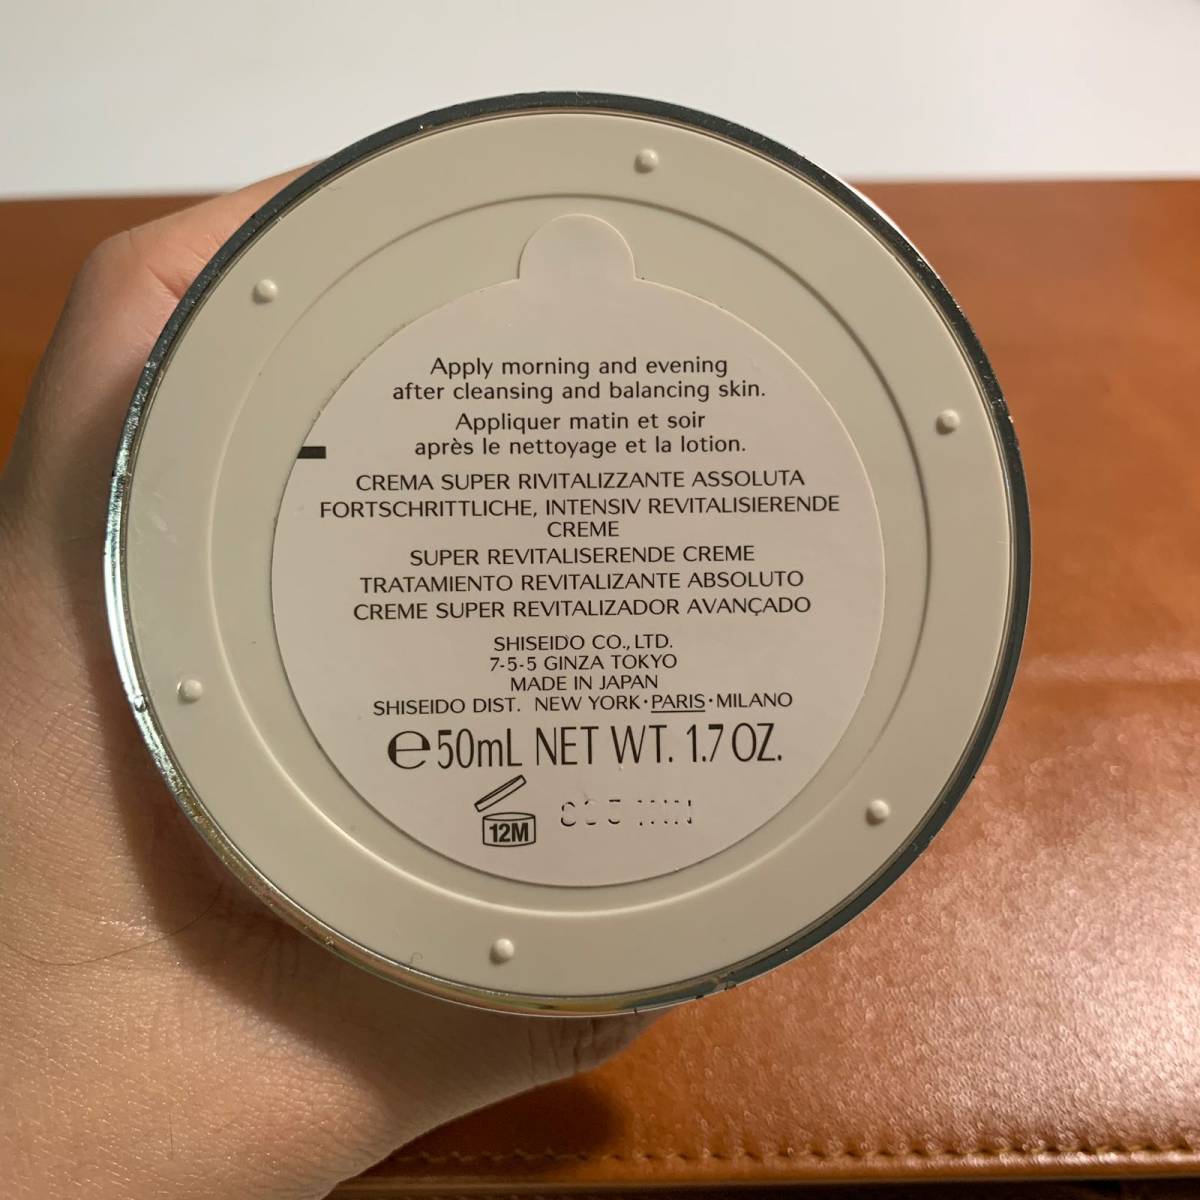 Apply morning and evening
after cleansing and balancing skin.
Appliquer matin et soir
après le nettoyage et la lotion.
CREMA SUPER RIVITALIZZANTE ASSOLUTA
FORTSCHRITTLICHE, INTENSIV REVITALISIERENDE
CREME
SUPER REVITALISERENDE CREME
TRATAMIENTO REVITALIZANTE ABSOLUTO
CREME SUPER REVITALIZADOR AVANÇADO
SHISEIDO CO., LTD.
7-5-5 GINZA TOKYO
MADE IN JAPAN
SHISEIDO DIST. NEW YORK·PARIS·MILANO
℮50mL NET WT. 1.7 OZ.
12M